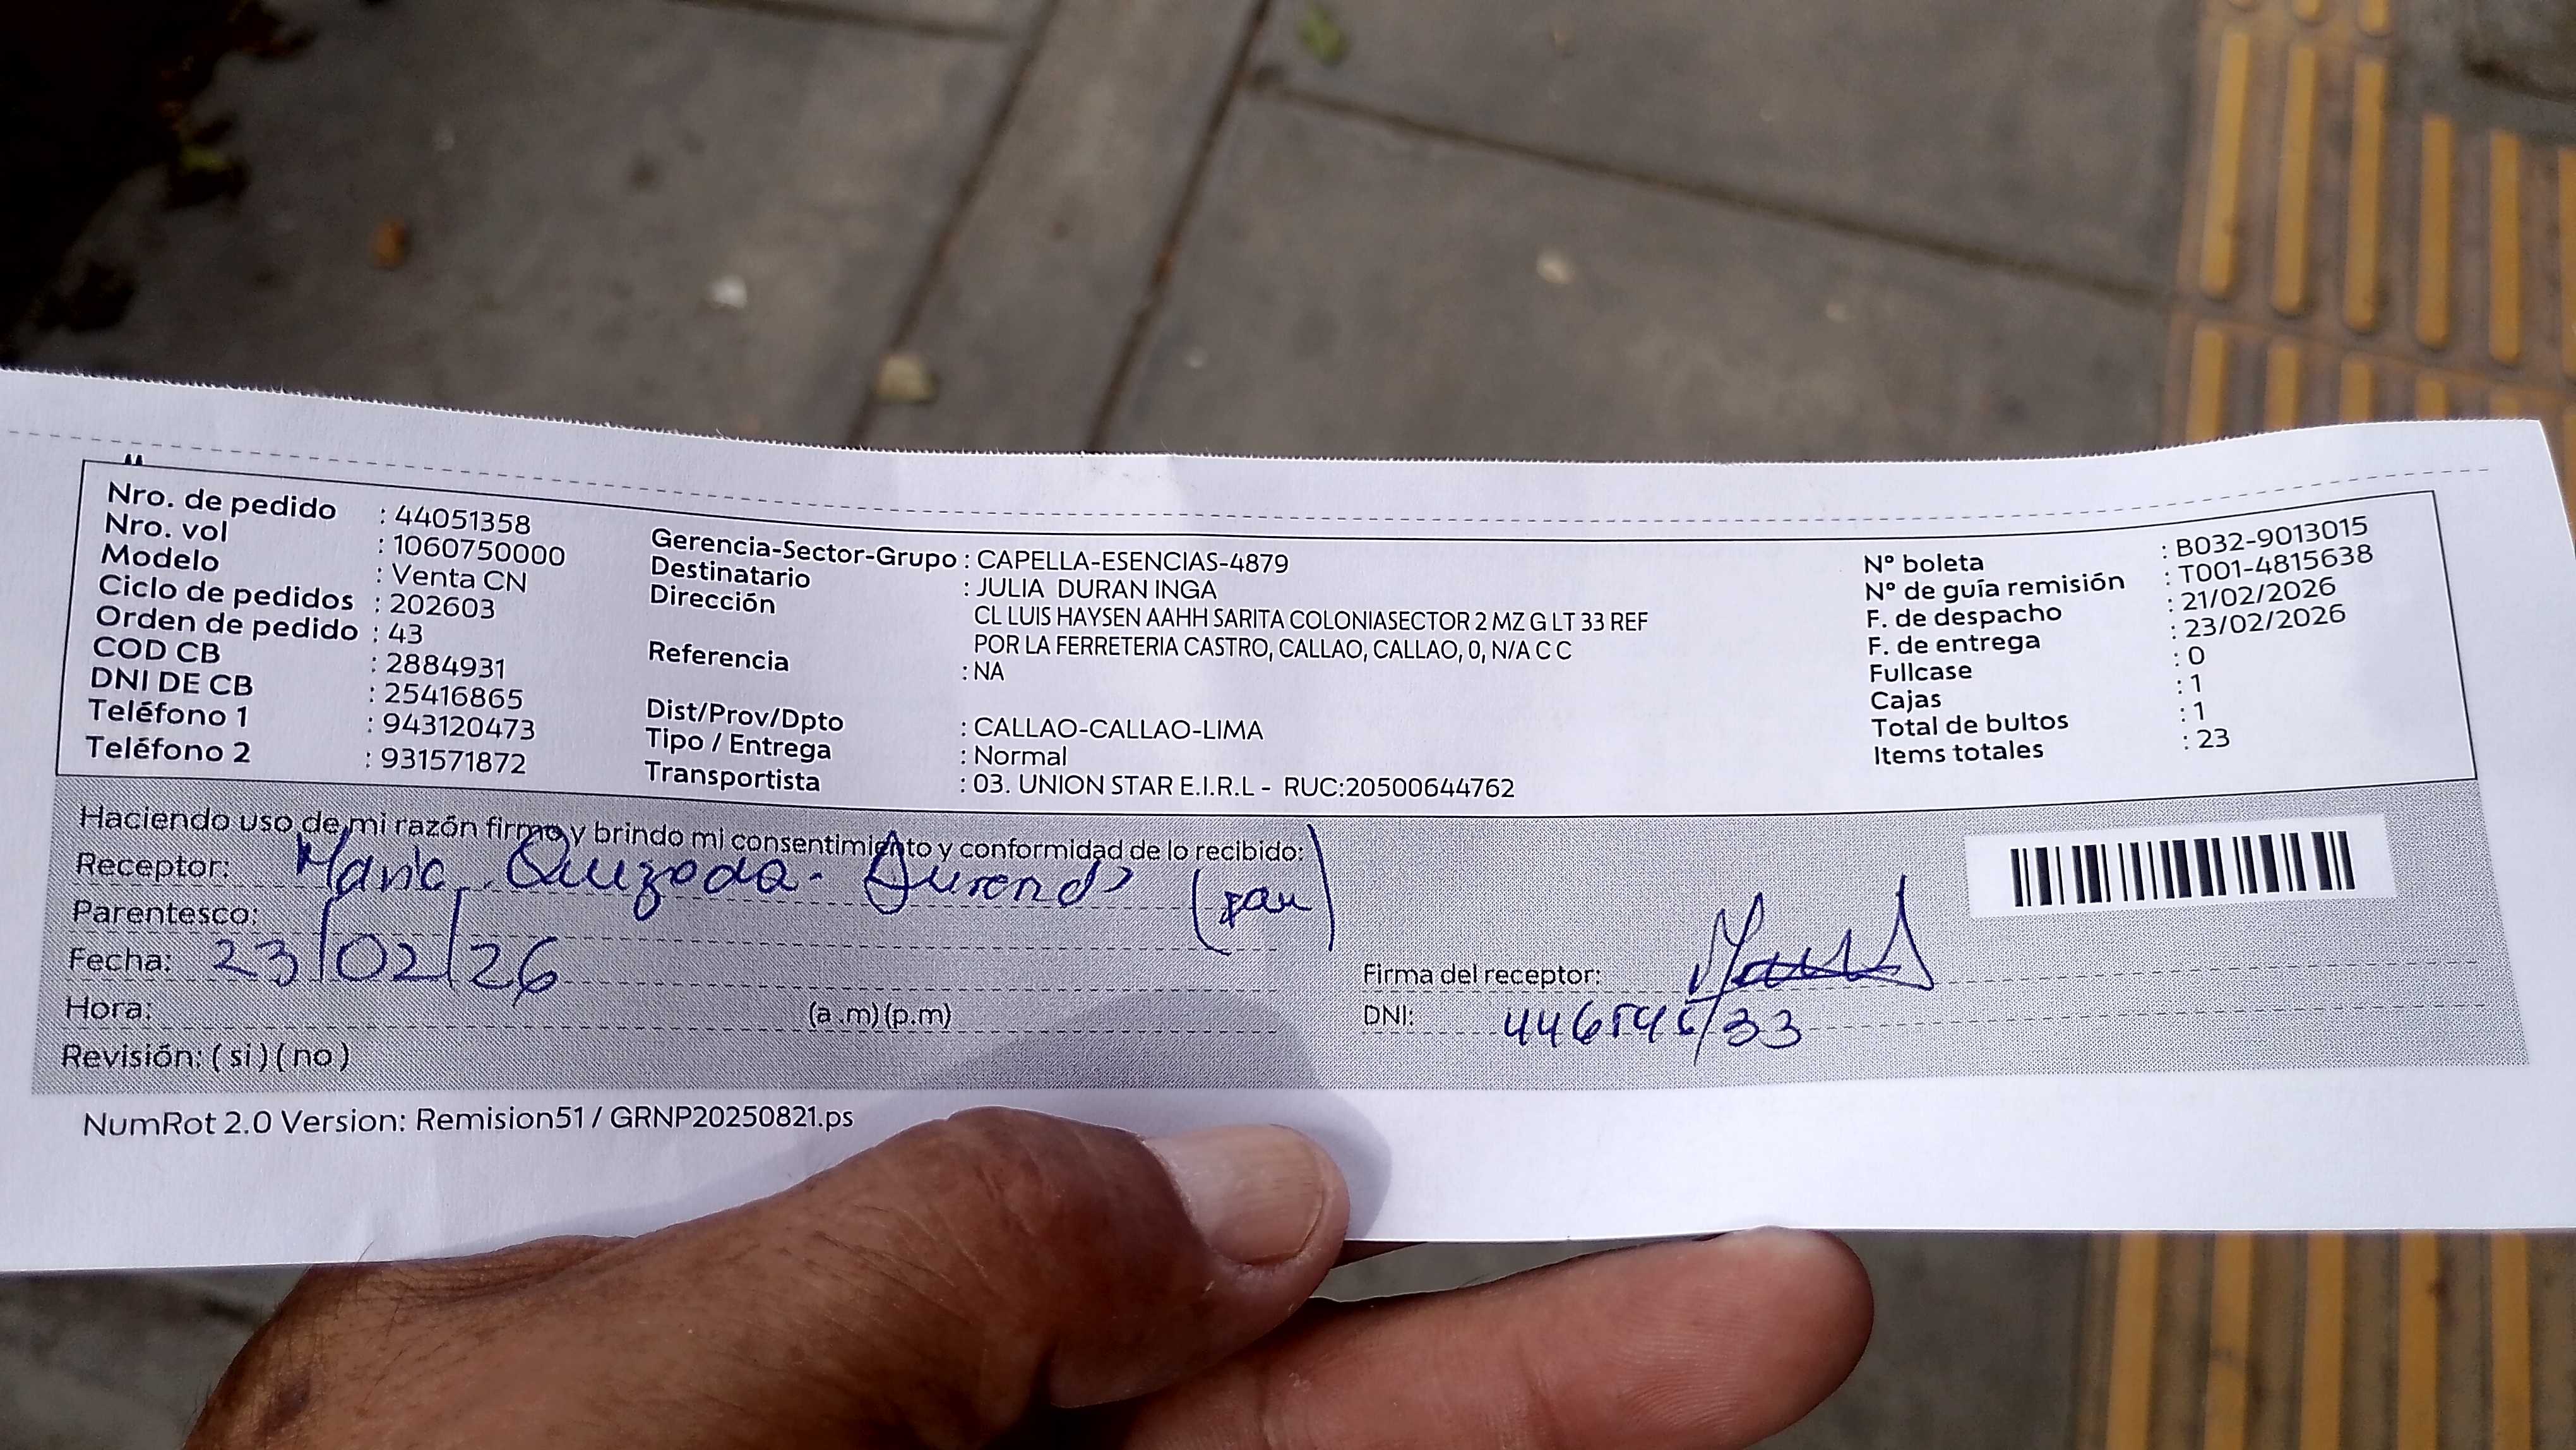 Nro. de pedido : 44051358
Nro. vol : 1060750000
Modelo : Venta CN
Ciclo de pedidos : 202603
Orden de pedido : 43
COD CB : 2884931
DNI DE CB : 25416865
Teléfono 1 : 943120473
Teléfono 2 : 931571872
Gerencia-Sector-Grupo : CAPELLA-ESENCIAS-4879
Destinatario : JULIA DURAN INGA
Dirección CL LUIS HAYSEN AAHH SARITA COLONIASECTOR 2 MZ G LT 33 REF
POR LA FERRETERIA CASTRO, CALLAO, CALLAO, 0, N/A C C
Referencia : NA
Dist/Prov/Dpto : CALLAO-CALLAO-LIMA
Tipo / Entrega : Normal
Transportista : 03. UNION STAR E.I.R.L - RUC:20500644762
N° boleta : B032-9013015
N° de guía remisión : T001-4815638
F. de despacho : 21/02/2026
F. de entrega : 23/02/2026
Fullcase : 0
Cajas : 1
Total de bultos : 1
Items totales : 23
Haciendo uso de mi razón firmo y brindo mi consentimiento y conformidad de lo recibido:
Receptor: Maria Quezada
Parentesco:
Fecha: 23/02/26
Hora: (a .m) (p.m)
Revisión: ( si ) ( no )
Firma del receptor:
DNI:
NumRot 2.0 Version: Remision51 / GRNP20250821.ps